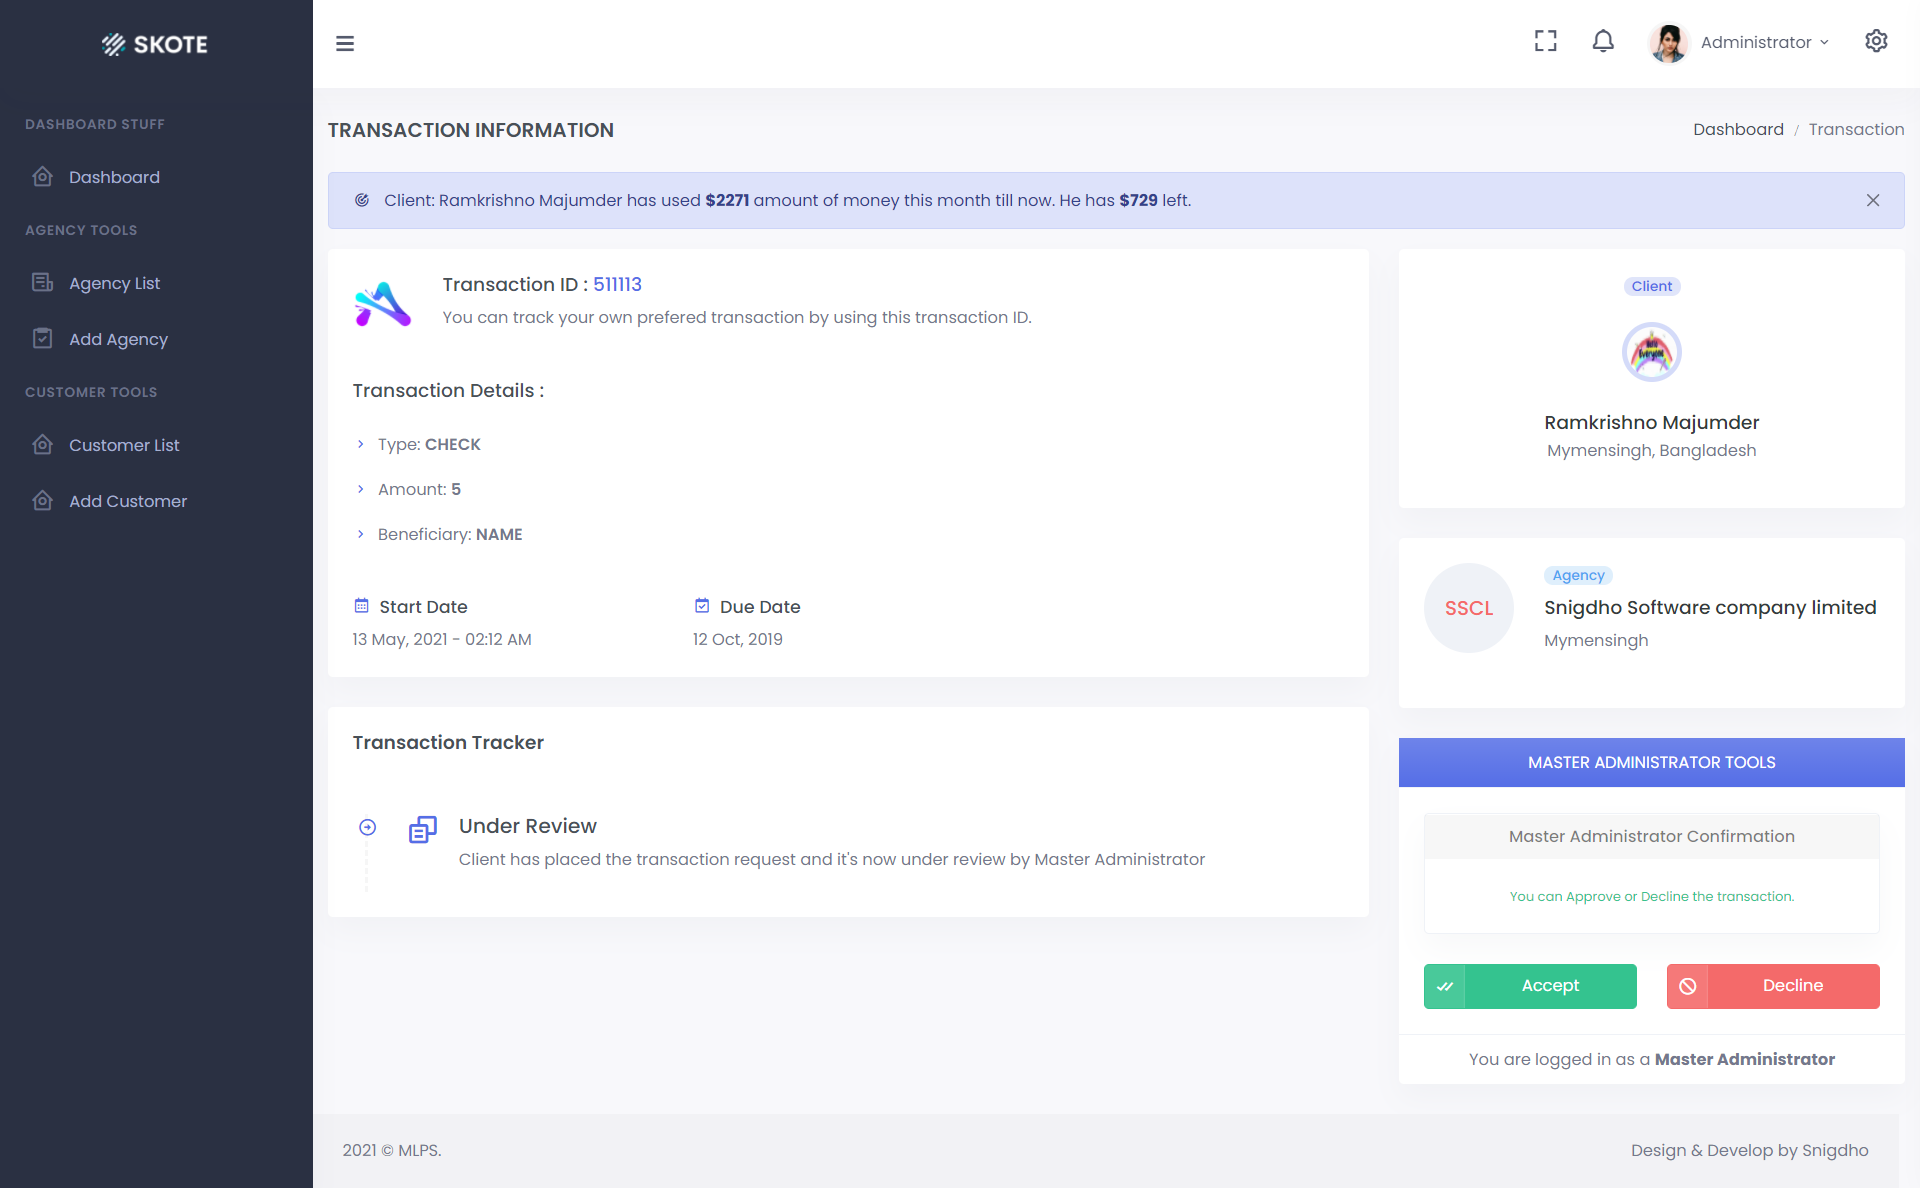 SKOTE
Administrator
DASHBOARD STUFF
Dashboard
AGENCY TOOLS
Agency List
Add Agency
CUSTOMER TOOLS
Customer List
Add Customer
TRANSACTION INFORMATION
Dashboard / Transaction
Client: Ramkrishno Majumder has used $2271 amount of money this month till now. He has $729 left.
Transaction ID : 511113
You can track your own prefered transaction by using this transaction ID.
Transaction Details :
Type: CHECK
Amount: 5
Beneficiary: NAME
Start Date
13 May, 2021 - 02:12 AM
Due Date
12 Oct, 2019
Transaction Tracker
Under Review
Client has placed the transaction request and it's now under review by Master Administrator
Client
Hello
Everyone
Ramkrishno Majumder
Mymensingh, Bangladesh
SSCL
Agency
Snigdho Software company limited
Mymensingh
MASTER ADMINISTRATOR TOOLS
Master Administrator Confirmation
You can Approve or Decline the transaction.
Accept
Decline
You are logged in as a Master Administrator
2021 © MLPS.
Design & Develop by Snigdho